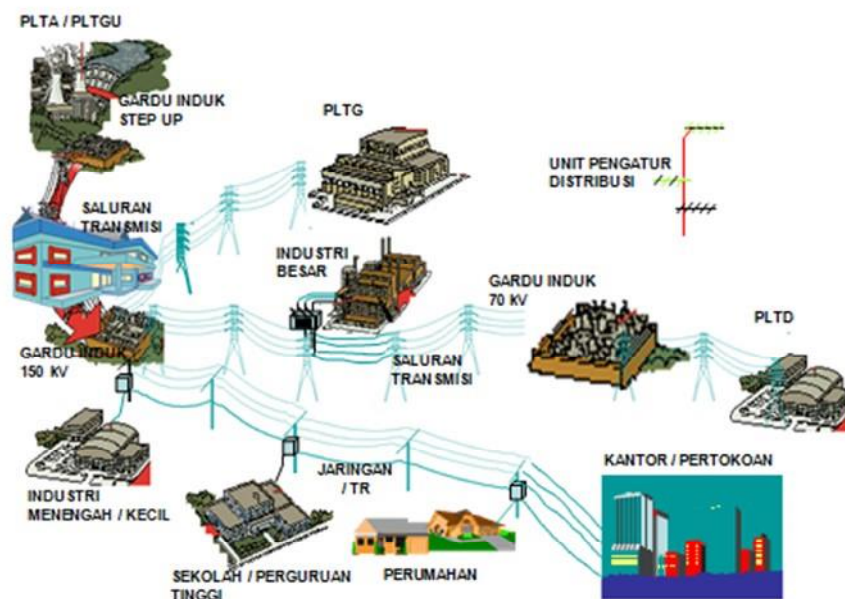 PLTA / PLTGU
GARDU INDUK
STEP UP
PLTG
UNIT PENGATUR
DISTRIBUSI
SALURAN
TRANSMISI
INDUSTRI
BESAR
GARDU INDUK
70 kV
PLTD
GARDU INDUK
150 kV
SALURAN
TRANSMISI
INDUSTRI
MENENGAH / KECIL
JARINGAN
/ TR
KANTOR / PERTOKOAN
SEKOLAH / PERGURUAN
TINGGI
PERUMAHAN